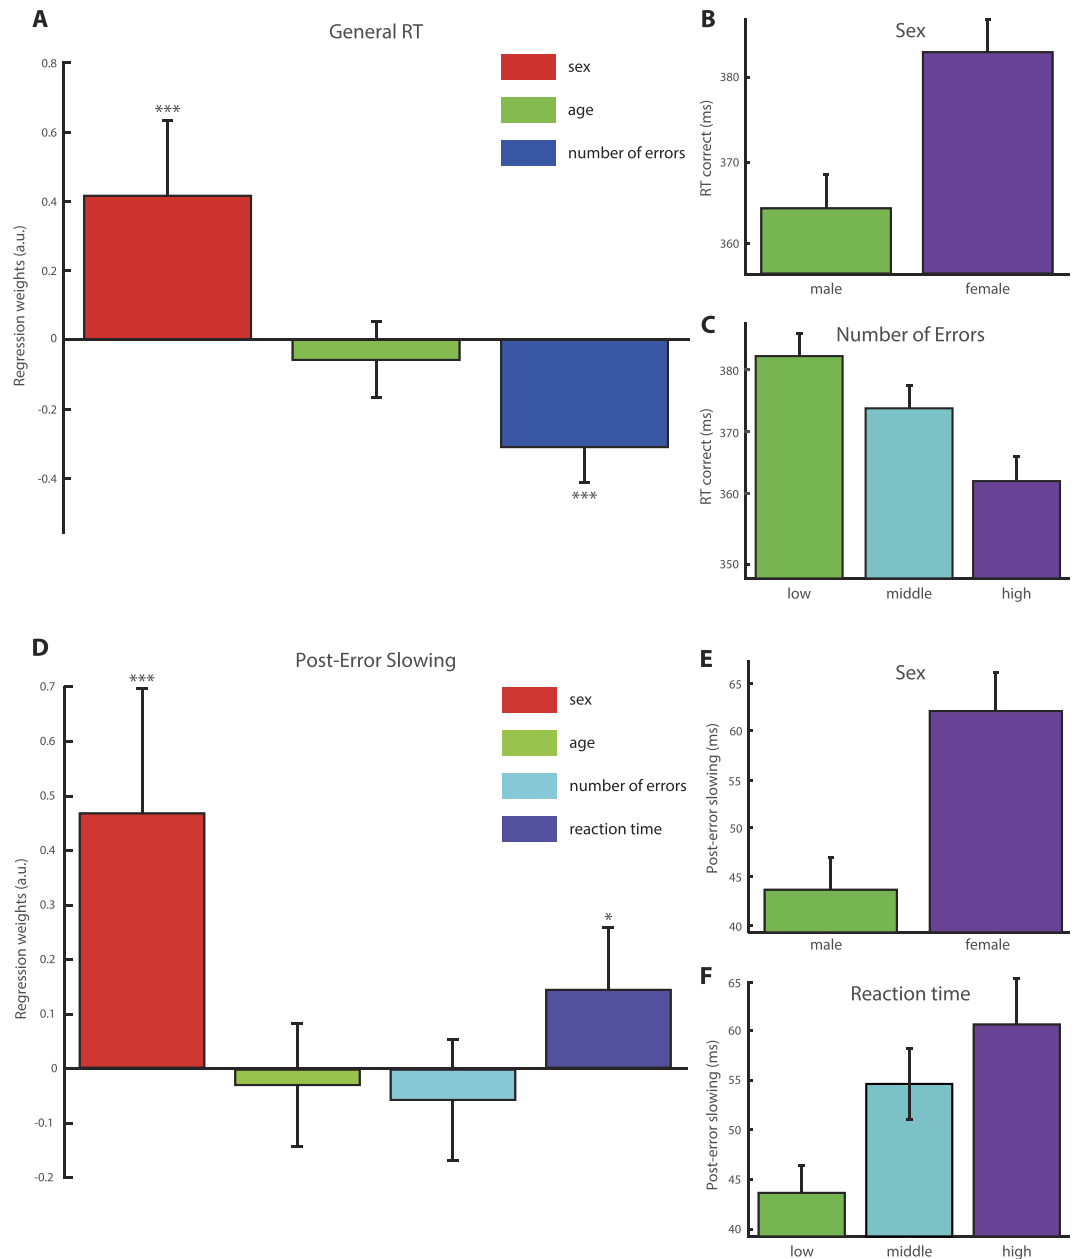 A
General RT
0.8
0.6
0.4
0.2
0
-0.2
-0.4
Regression weights (a.u.)
***
***
sex
age
number of errors
B
Sex
380
370
360
RT correct (ms)
male
female
C
Number of Errors
380
370
360
350
RT correct (ms)
low
middle
high
D
Post-Error Slowing
0.7
0.6
0.5
0.4
0.3
0.2
0.1
0
-0.1
-0.2
Regression weights (a.u.)
***
*
sex
age
number of errors
reaction time
E
Sex
65
60
55
50
45
40
Post-error slowing (ms)
male
female
F
Reaction time
65
60
55
50
45
40
Post-error slowing (ms)
low
middle
high